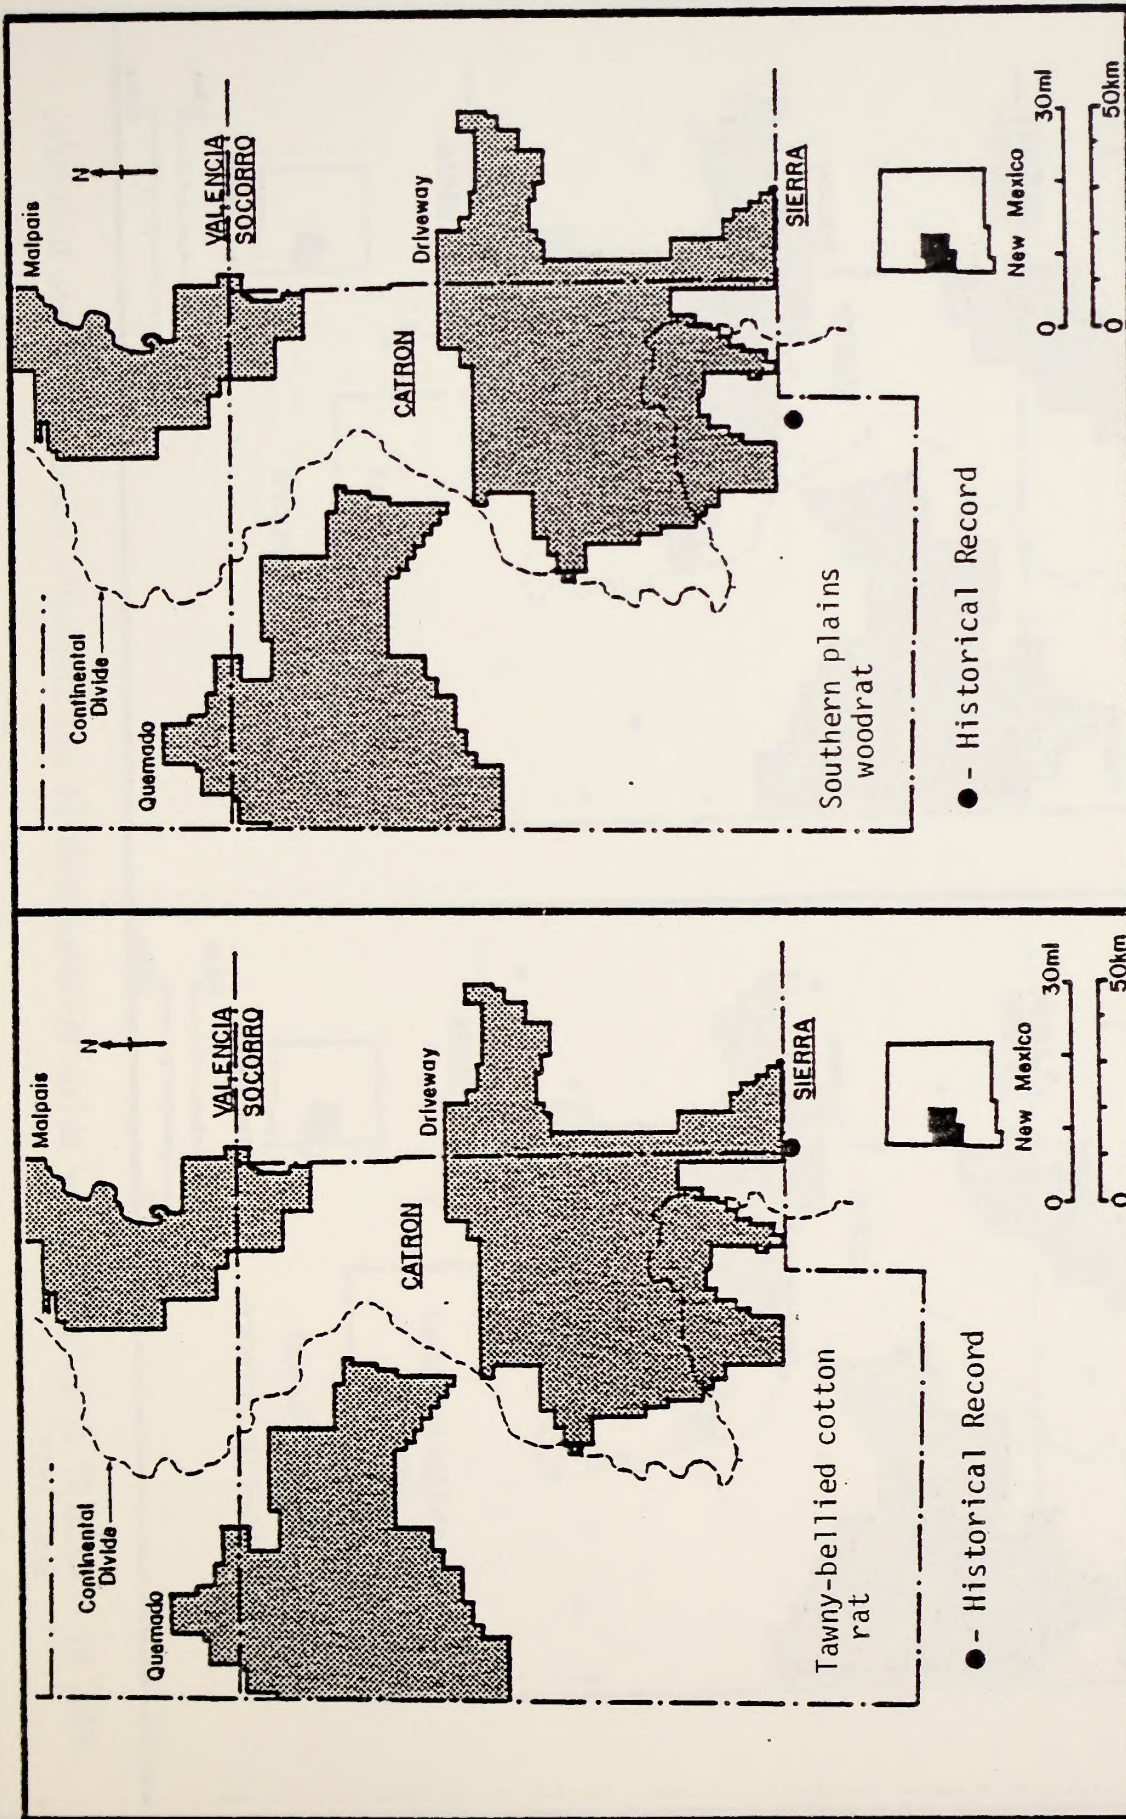 Malpais
N
Continental
Divide
Quemado
VALENCIA
SOCORRO
CATRON
Driveway
SIERRA
Tawny-bellied cotton
rat
- Historical Record
New Mexico
0 30mi
0 50km
Malpais
N
Continental
Divide
Quemado
VALENCIA
SOCORRO
CATRON
Driveway
SIERRA
Southern plains
woodrat
- Historical Record
New Mexico
0 30mi
0 50km